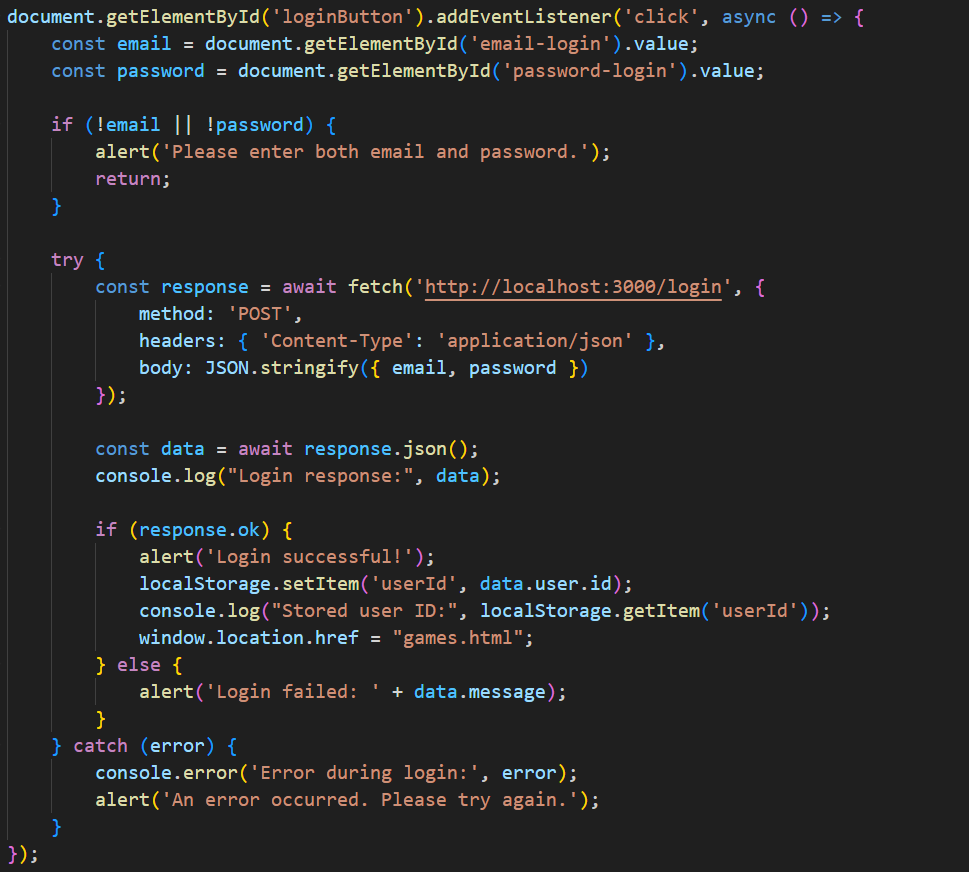 document.getElementById('loginButton').addEventListener('click', async () => {
    const email = document.getElementById('email-login').value;
    const password = document.getElementById('password-login').value;

    if (!email || !password) {
        alert('Please enter both email and password.');
        return;
    }

    try {
        const response = await fetch('http://localhost:3000/login', {
            method: 'POST',
            headers: { 'Content-Type': 'application/json' },
            body: JSON.stringify({ email, password })
        });

        const data = await response.json();
        console.log("Login response:", data);

        if (response.ok) {
            alert('Login successful!');
            localStorage.setItem('userId', data.user.id);
            console.log("Stored user ID:", localStorage.getItem('userId'));
            window.location.href = "games.html";
        } else {
            alert('Login failed: ' + data.message);
        }
    } catch (error) {
        console.error('Error during login:', error);
        alert('An error occurred. Please try again.');
    }
});